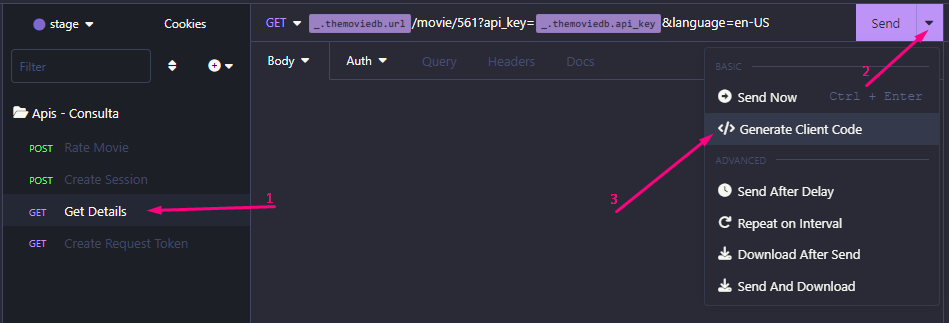 stage Cookies GET _.themoviedb.url /movie/561?api_key= _.themoviedb.api_key &language=en-US Send
Filter Body Auth Query Headers Docs
BASIC 2
Send Now Ctrl + Enter
Apis - Consulta
Generate Client Code
POST Rate Movie
ADVANCED
POST Create Session
Send After Delay
3
1
GET Get Details
Repeat on Interval
GET Create Request Token
Download After Send
Send And Download